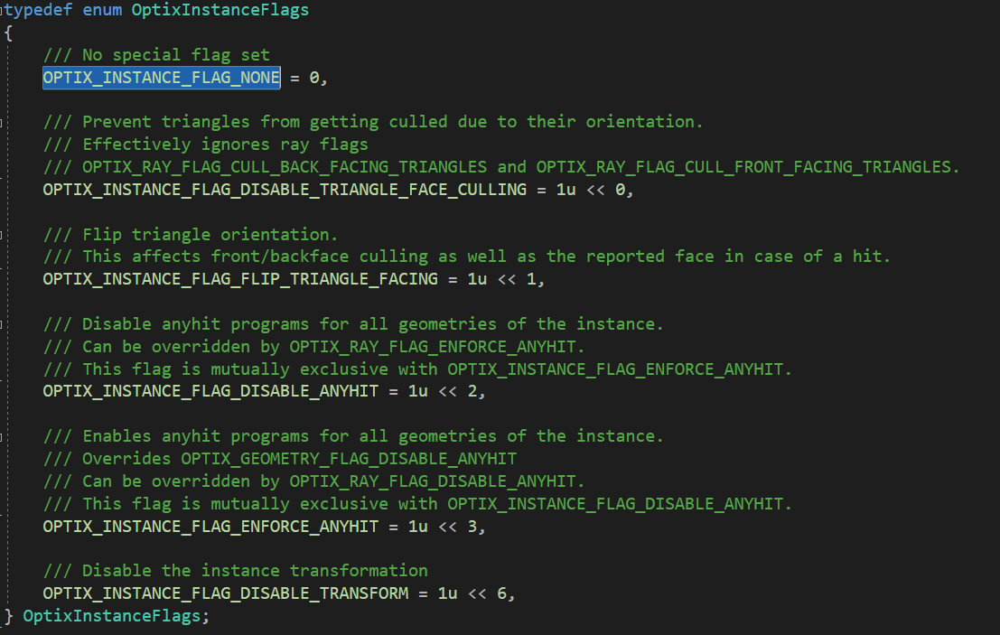 typedef enum OptixInstanceFlags
{
/// No special flag set
OPTIX_INSTANCE_FLAG_NONE = 0,
/// Prevent triangles from getting culled due to their orientation.
/// Effectively ignores ray flags
/// OPTIX_RAY_FLAG_CULL_BACK_FACING_TRIANGLES and OPTIX_RAY_FLAG_CULL_FRONT_FACING_TRIANGLES.
OPTIX_INSTANCE_FLAG_DISABLE_TRIANGLE_FACE_CULLING = 1u << 0,
/// Flip triangle orientation.
/// This affects front/backface culling as well as the reported face in case of a hit.
OPTIX_INSTANCE_FLAG_FLIP_TRIANGLE_FACING = 1u << 1,
/// Disable anyhit programs for all geometries of the instance.
/// Can be overridden by OPTIX_RAY_FLAG_ENFORCE_ANYHIT.
/// This flag is mutually exclusive with OPTIX_INSTANCE_FLAG_ENFORCE_ANYHIT.
OPTIX_INSTANCE_FLAG_DISABLE_ANYHIT = 1u << 2,
/// Enables anyhit programs for all geometries of the instance.
/// Overrides OPTIX_GEOMETRY_FLAG_DISABLE_ANYHIT
/// Can be overridden by OPTIX_RAY_FLAG_DISABLE_ANYHIT.
/// This flag is mutually exclusive with OPTIX_INSTANCE_FLAG_DISABLE_ANYHIT.
OPTIX_INSTANCE_FLAG_ENFORCE_ANYHIT = 1u << 3,
/// Disable the instance transformation
OPTIX_INSTANCE_FLAG_DISABLE_TRANSFORM = 1u << 6,
} OptixInstanceFlags;